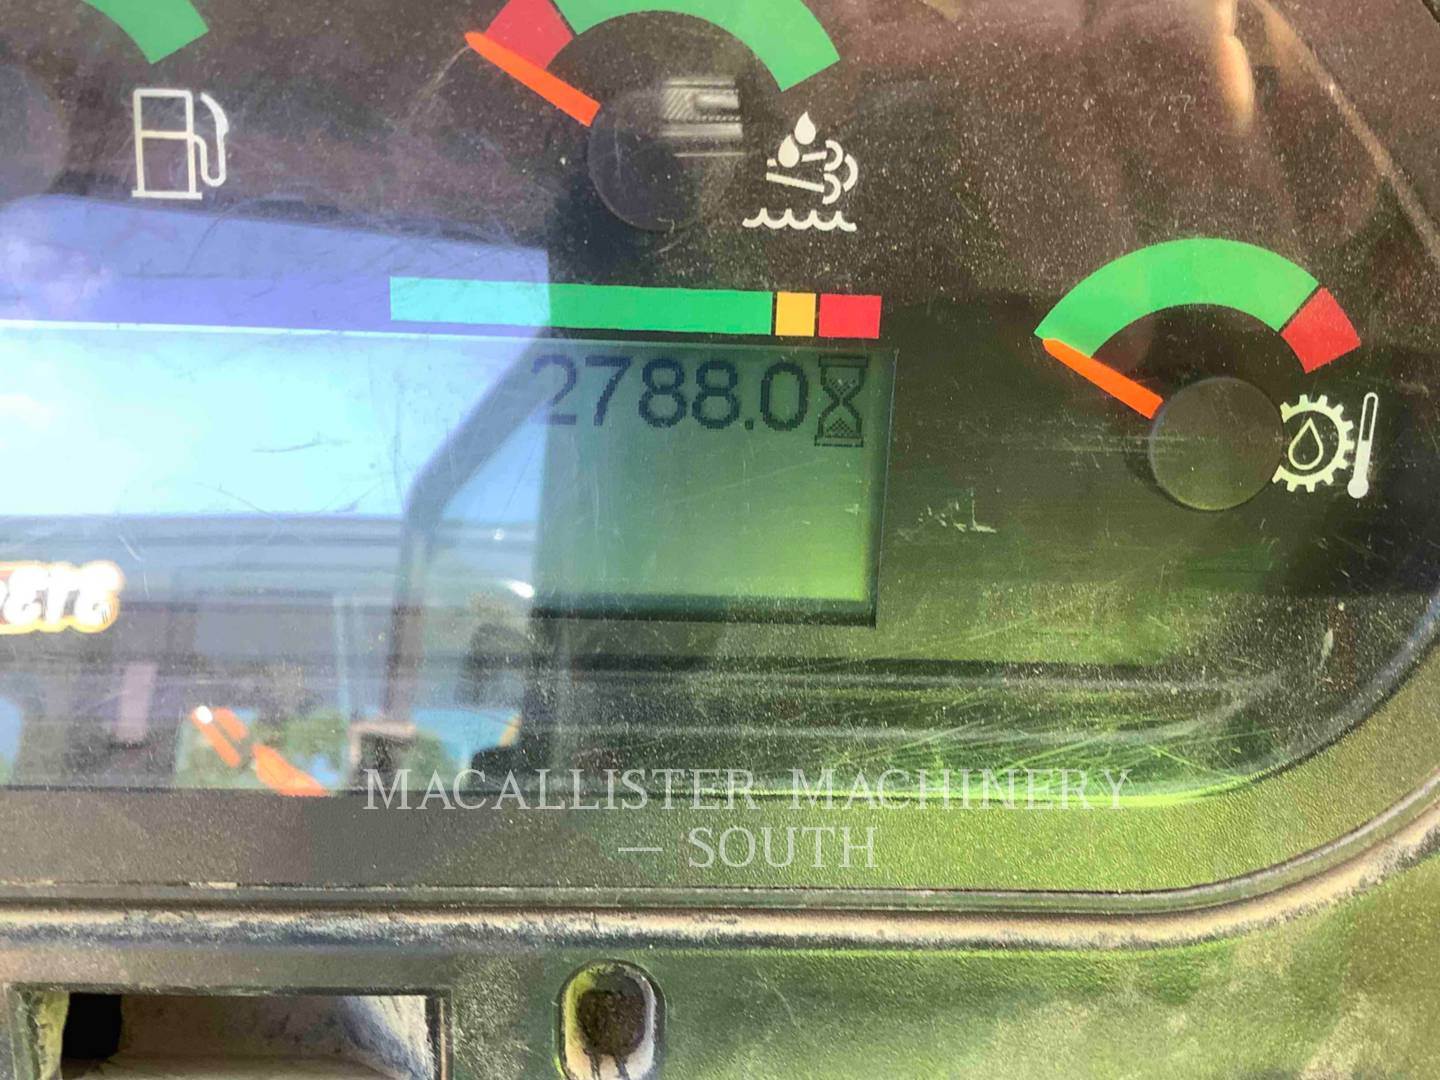 2788.0
MACALLISTER MACHINERY
— SOUTH